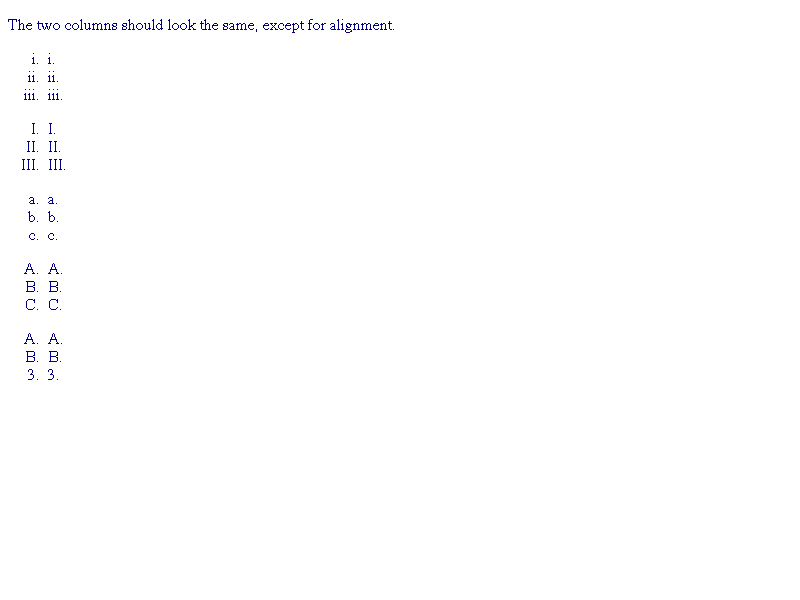 The two columns should look the same, except for alignment.
i. i.
ii. ii.
iii. iii.
I. I.
II. II.
III. III.
a. a.
b. b.
c. c.
A. A.
B. B.
C. C.
A. A.
B. B.
3. 3.